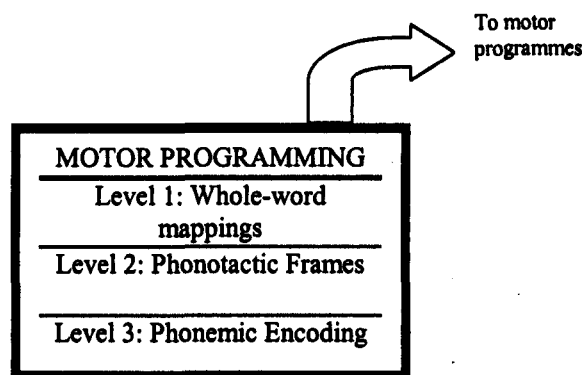 To motor
programmes
MOTOR PROGRAMMING
Level 1: Whole-word
mappings
Level 2: Phonotactic Frames
Level 3: Phonemic Encoding